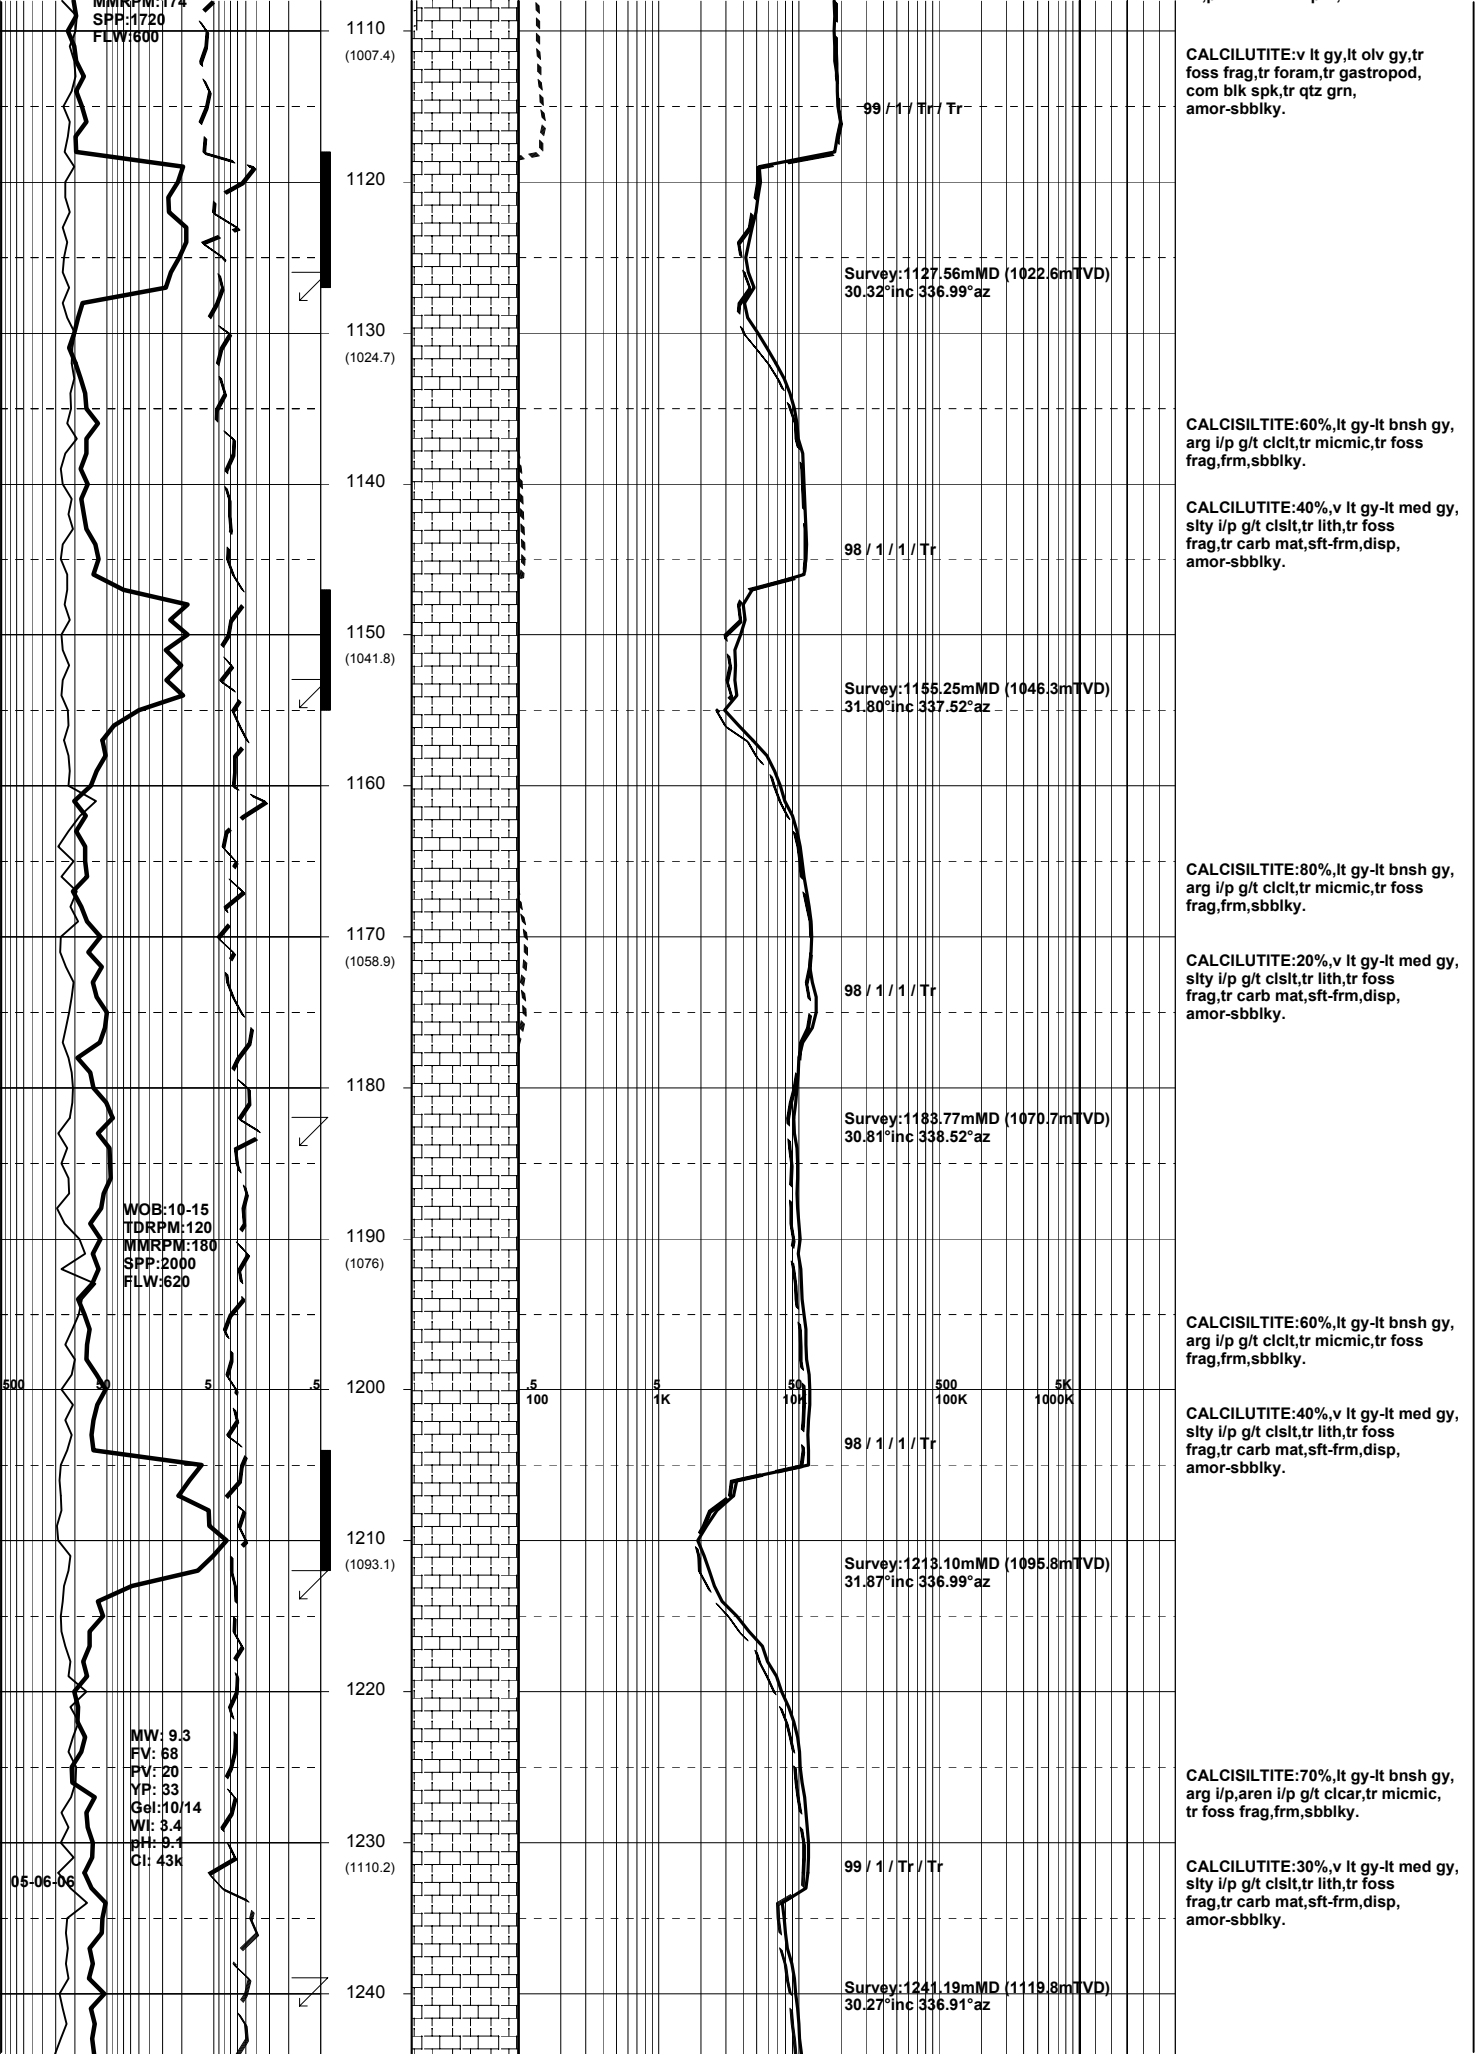 MMRPM:174
SPP:1720
FLW:600
1110
(1007.4)
CALCILUTITE:v lt gy,lt olv gy,tr
foss frag,tr foram,tr gastropod,
com blk spk,tr qtz grn,
amor-sbblky.
99 / 1 / Tr / Tr
1120
Survey:1127.56mMD (1022.6mTVD)
30.32°inc 336.99°az
1130
(1024.7)
CALCISILTITE:60%,lt gy-lt bnsh gy,
arg i/p g/t clclt,tr micmic,tr foss
frag,frm,sbblky.
1140
CALCILUTITE:40%,v lt gy-lt med gy,
slty i/p g/t clslt,tr lith,tr foss
frag,tr carb mat,sft-frm,disp,
amor-sbblky.
98 / 1 / 1 / Tr
1150
(1041.8)
Survey:1155.25mMD (1046.3mTVD)
31.80°inc 337.52°az
1160
CALCISILTITE:80%,lt gy-lt bnsh gy,
arg i/p g/t clclt,tr micmic,tr foss
frag,frm,sbblky.
1170
(1058.9)
CALCILUTITE:20%,v lt gy-lt med gy,
slty i/p g/t clslt,tr lith,tr foss
frag,tr carb mat,sft-frm,disp,
amor-sbblky.
98 / 1 / 1 / Tr
1180
Survey:1183.77mMD (1070.7mTVD)
30.81°inc 338.52°az
WOB:10-15
TDRPM:120
MMRPM:180
SPP:2000
FLW:620
1190
(1076)
CALCISILTITE:60%,lt gy-lt bnsh gy,
arg i/p g/t clclt,tr micmic,tr foss
frag,frm,sbblky.
500 50 5 .5 1200 .5 5 50 500 5K
100 1K 10K 100K 1000K
CALCILUTITE:40%,v lt gy-lt med gy,
slty i/p g/t clslt,tr lith,tr foss
frag,tr carb mat,sft-frm,disp,
amor-sbblky.
98 / 1 / 1 / Tr
1210
(1093.1)
Survey:1213.10mMD (1095.8mTVD)
31.87°inc 336.99°az
1220
MW: 9.3
FV: 68
PV: 20
YP: 33
Gel:10/14
Wl: 3.4
pH: 9.1
Cl: 43k
CALCISILTITE:70%,lt gy-lt bnsh gy,
arg i/p,aren i/p g/t clcar,tr micmic,
tr foss frag,frm,sbblky.
1230
(1110.2)
99 / 1 / Tr / Tr
05-06-06
CALCILUTITE:30%,v lt gy-lt med gy,
slty i/p g/t clslt,tr lith,tr foss
frag,tr carb mat,sft-frm,disp,
amor-sbblky.
1240
Survey:1241.19mMD (1119.8mTVD)
30.27°inc 336.91°az